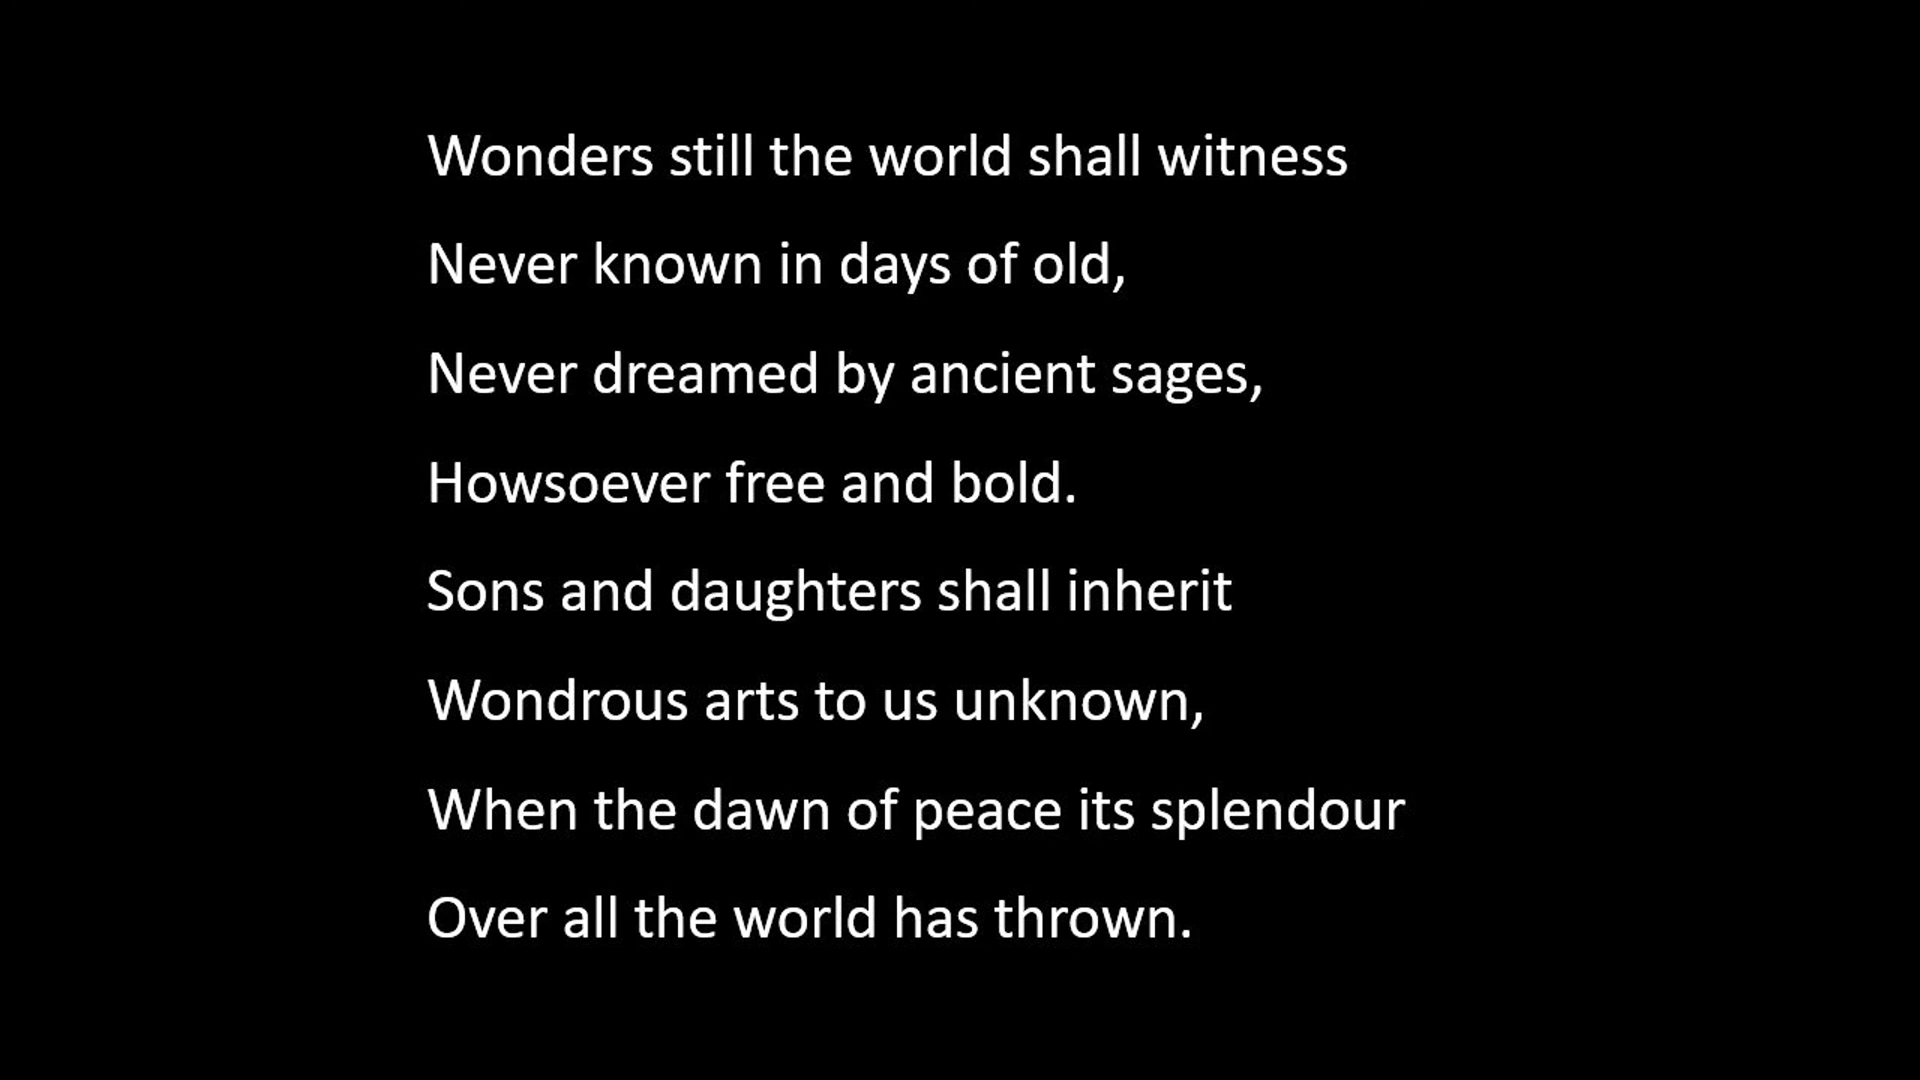 Wonders still the world shall witness
Never known in days of old,
Never dreamed by ancient sages,
Howsoever free and bold.
Sons and daughters shall inherit
Wondrous arts to us unknown,
When the dawn of peace its splendour
Over all the world has thrown.